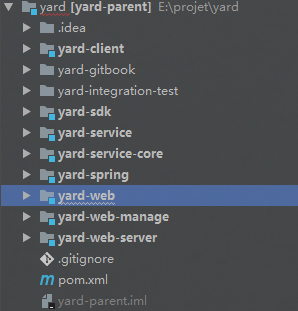 yard [yard-parent] E:\projet\yard
.idea
yard-client
yard-gitbook
yard-integration-test
yard-sdk
yard-service
yard-service-core
yard-spring
yard-web
yard-web-manage
yard-web-server
.gitignore
pom.xml
yard-parent.iml